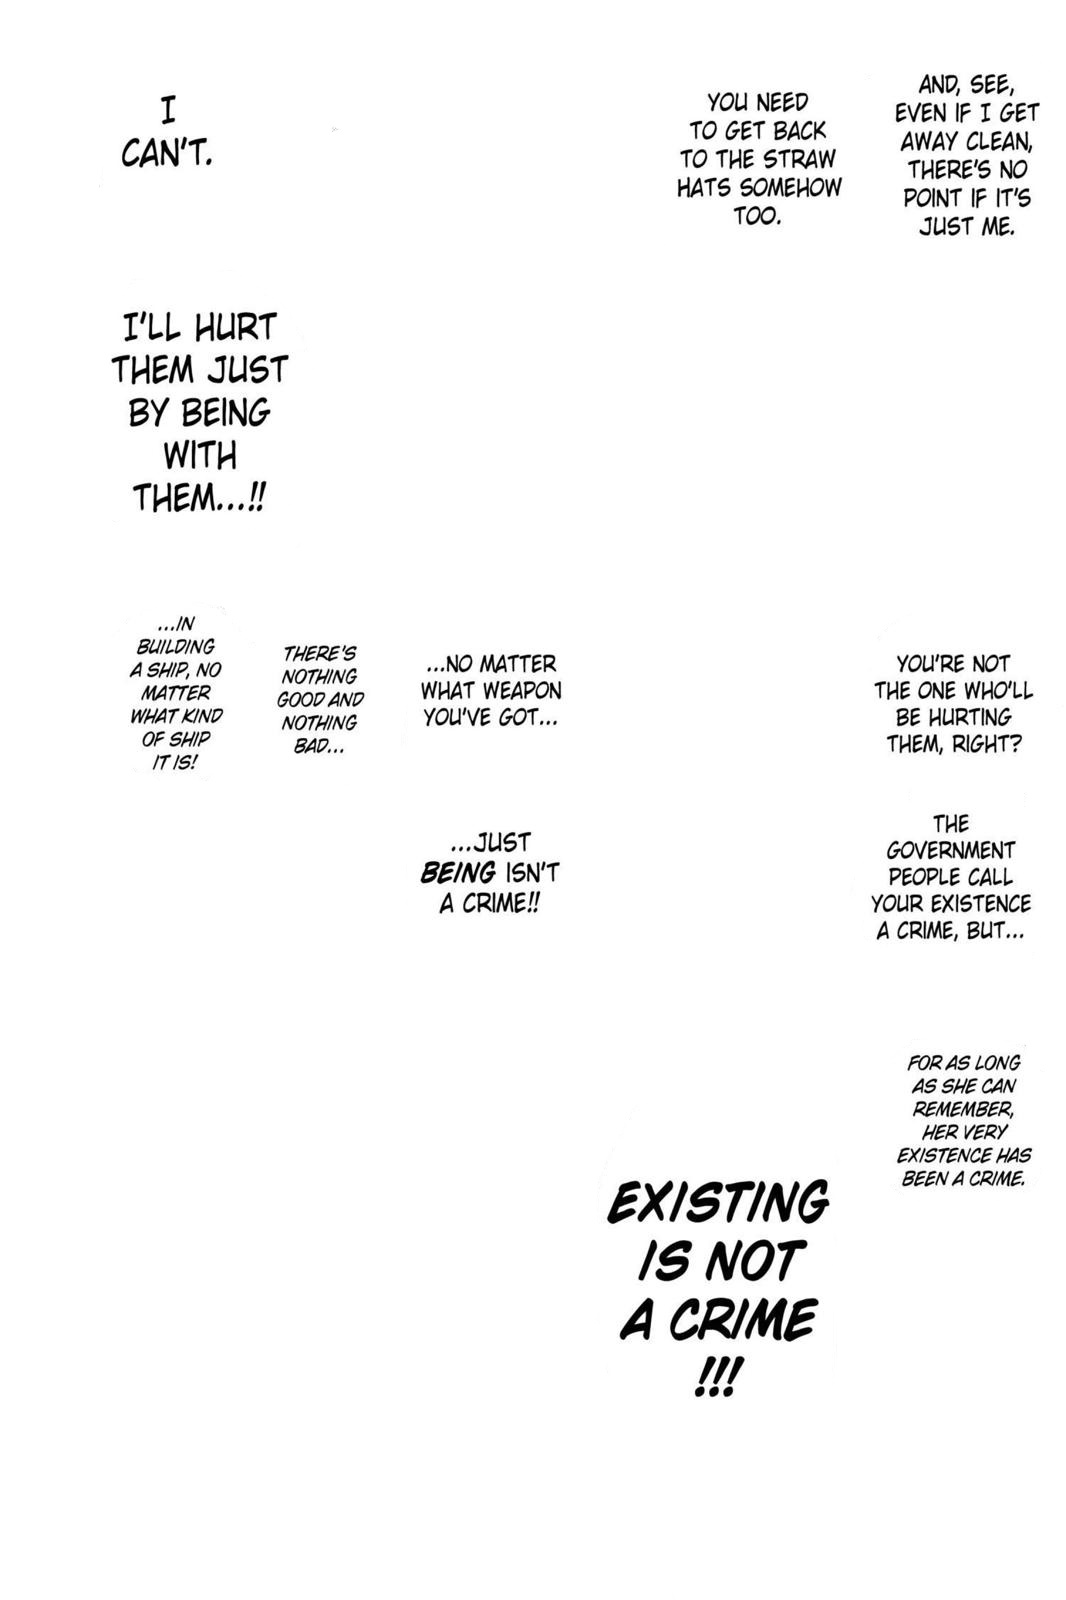 AND, SEE,
EVEN IF I GET
AWAY CLEAN,
THERE'S NO
POINT IF IT'S
JUST ME.
YOU NEED
TO GET BACK
TO THE STRAW
HATS SOMEHOW
TOO.
I
CAN'T.
I'LL HURT
THEM JUST
BY BEING
WITH
THEM...!!
YOU'RE NOT
THE ONE WHO'LL
BE HURTING
THEM, RIGHT?
THE
GOVERNMENT
PEOPLE CALL
YOUR EXISTENCE
A CRIME, BUT...
...NO MATTER
WHAT WEAPON
YOU'VE GOT...
...JUST
BEING ISN'T
A CRIME!!
THERE'S
NOTHING
GOOD AND
NOTHING
BAD...
...IN
BUILDING
A SHIP, NO
MATTER
WHAT KIND
OF SHIP
IT IS!
FOR AS LONG
AS SHE CAN
REMEMBER,
HER VERY
EXISTENCE HAS
BEEN A CRIME.
EXISTING
IS NOT
A CRIME
!!!